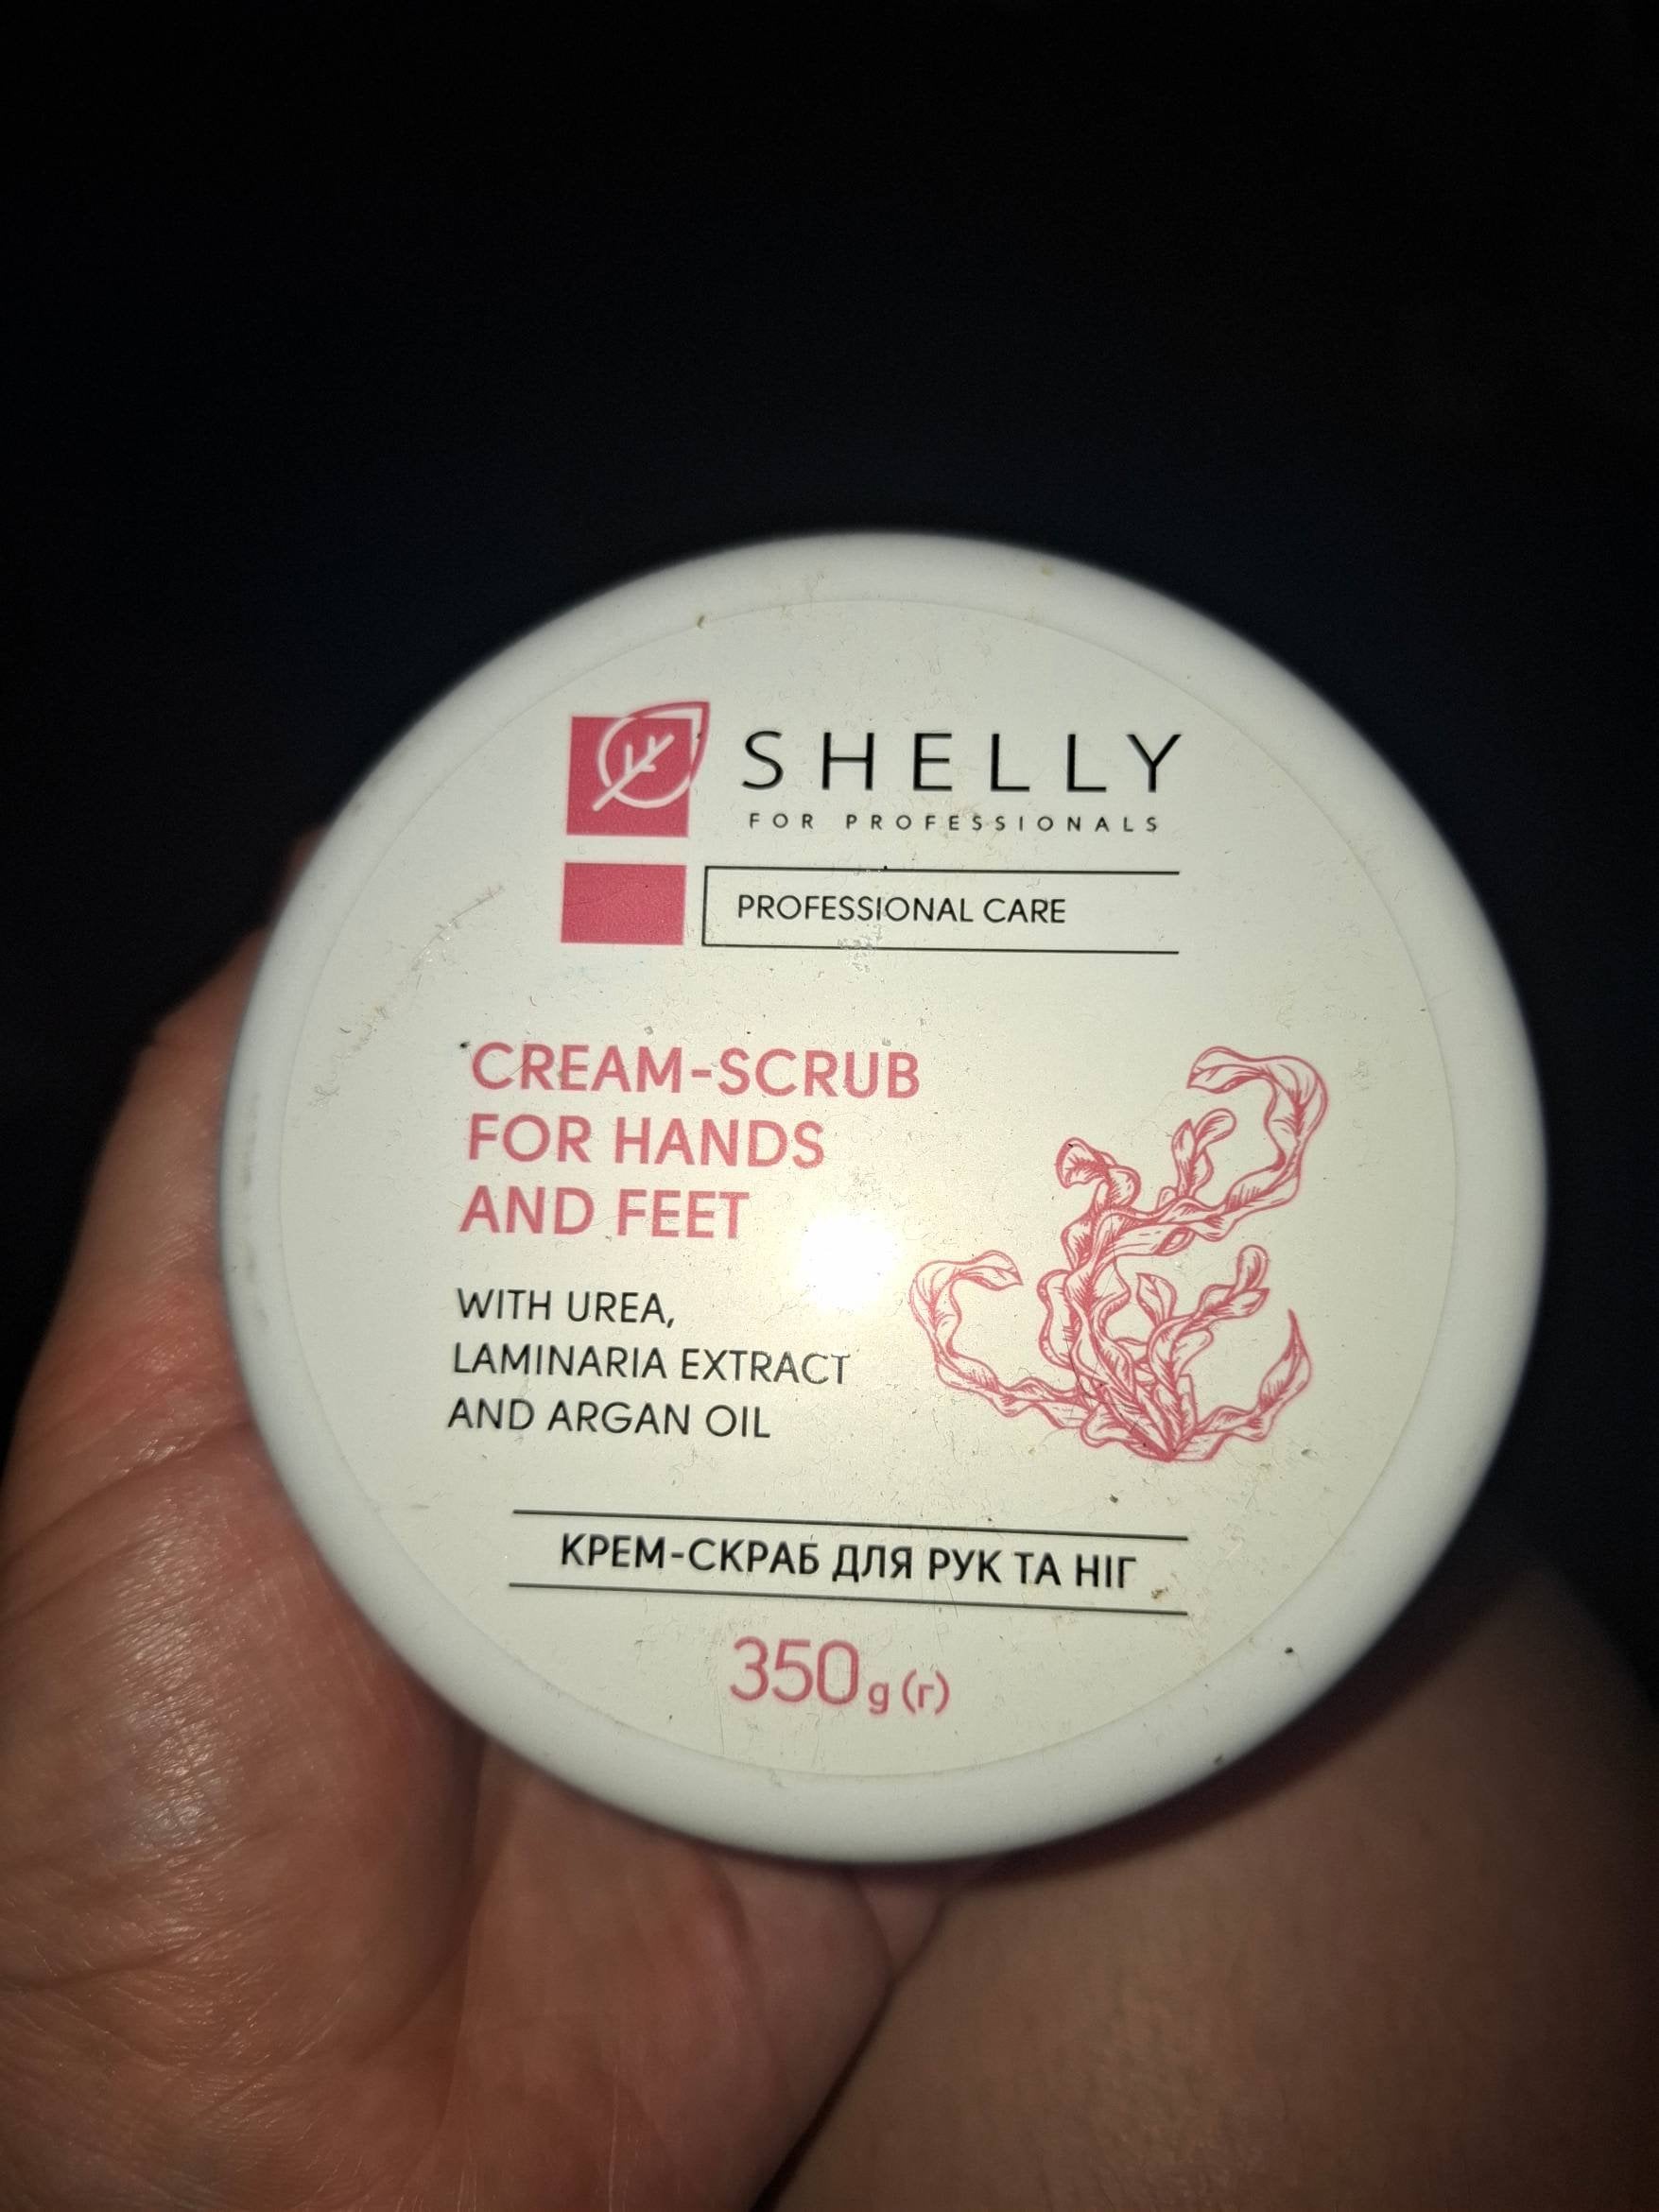 SHELLY
FOR PROFESSIONALS
PROFESSIONAL CARE
CREAM-SCRUB
FOR HANDS
AND FEET
WITH UREA,
LAMINARIA EXTRACT
AND ARGAN OIL
КРЕМ-СКРАБ ДЛЯ РУК ТА НІГ
350 g (г)